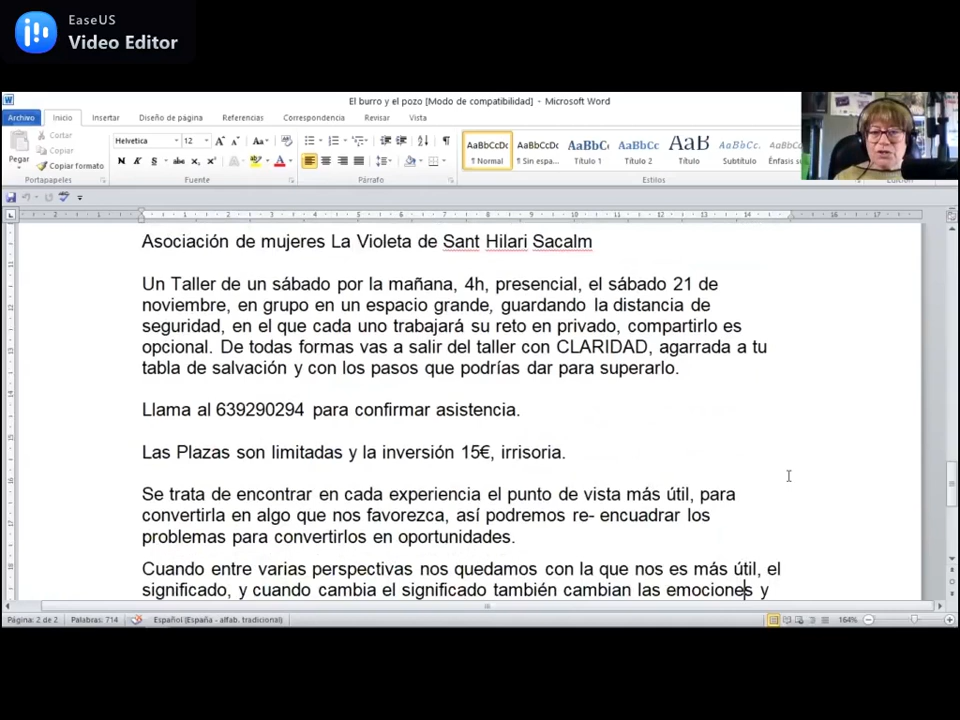 EaseUS
Video Editor
El burro y el pozo [Modo de compatibilidad] - Microsoft Word
Archivo Inicio Insertar Diseño de página Referencias Correspondencia Revisar Vista
Pegar
Cortar
Copiar
Copiar formato
Portapapeles
Helvetica 12
N K S abc x₂ x²
Fuente
Párrafo
AaBbCcDc AaBbCcDc AaBbC AaBbCc AaB AaBbCc. AaBbCc
¶ Normal ¶ Sin espa... Título 1 Título 2 Título Subtítulo Énfasis
Estilos
Asociación de mujeres La Violeta de Sant Hilari Sacalm
Un Taller de un sábado por la mañana, 4h, presencial, el sábado 21 de
noviembre, en grupo en un espacio grande, guardando la distancia de
seguridad, en el que cada uno trabajará su reto en privado, compartirlo es
opcional. De todas formas vas a salir del taller con CLARIDAD, agarrada a tu
tabla de salvación y con los pasos que podrías dar para superarlo.
Llama al 639290294 para confirmar asistencia.
Las Plazas son limitadas y la inversión 15€, irrisoria.
Se trata de encontrar en cada experiencia el punto de vista más útil, para
convertirla en algo que nos favorezca, así podremos re- encuadrar los
problemas para convertirlos en oportunidades.
Cuando entre varias perspectivas nos quedamos con la que nos es más útil, el
significado, y cuando cambia el significado también cambian las emociones y
Página: 2 de 2 Palabras: 714 Español (España - alfab. tradicional) 164%